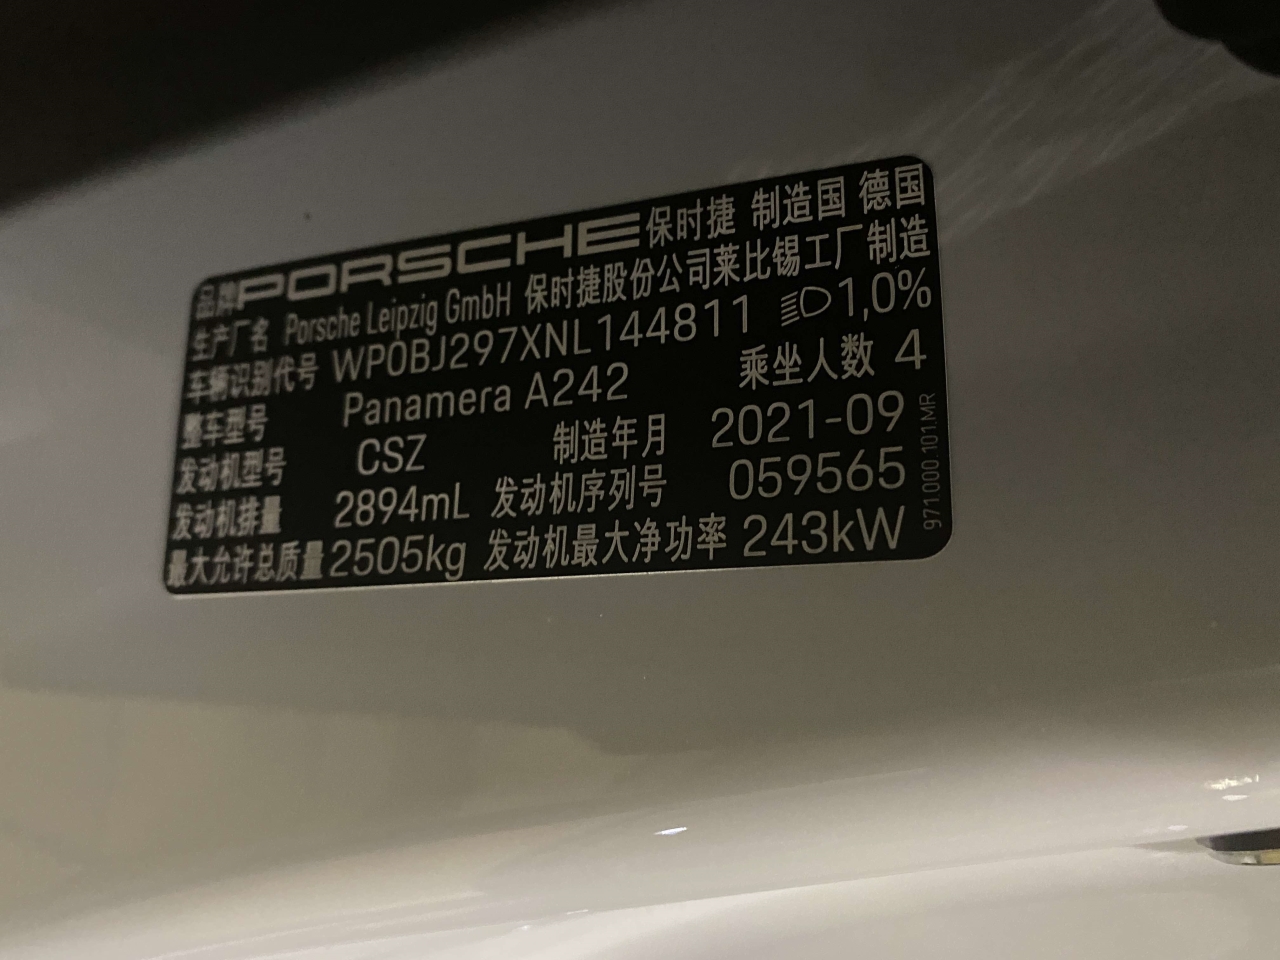 品牌 PORSCHE 保时捷 制造国 德国
生产厂名 Porsche Leipzig GmbH 保时捷股份公司莱比锡工厂制造
车辆识别代号 WP0BJ297XNL144811 1,0%
整车型号 Panamera A242 乘坐人数 4
发动机型号 CSZ 制造年月 2021-09
发动机排量 2894mL 发动机序列号 059565
最大允许总质量 2505kg 发动机最大净功率 243kW
971.000.101.MR